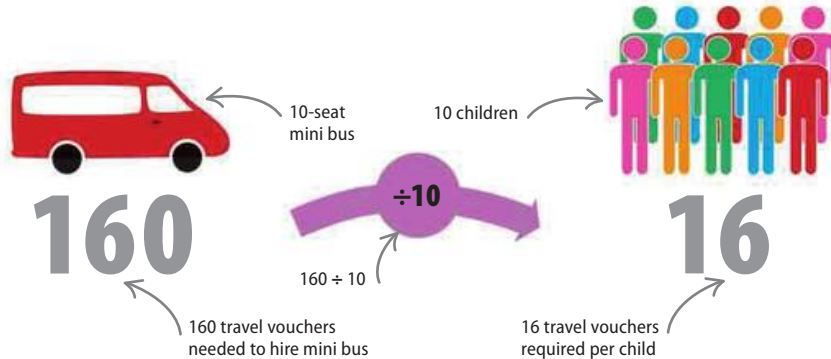 10-seat
mini bus
10 children
÷10
160
16
160 ÷ 10
160 travel vouchers
needed to hire mini bus
16 travel vouchers
required per child